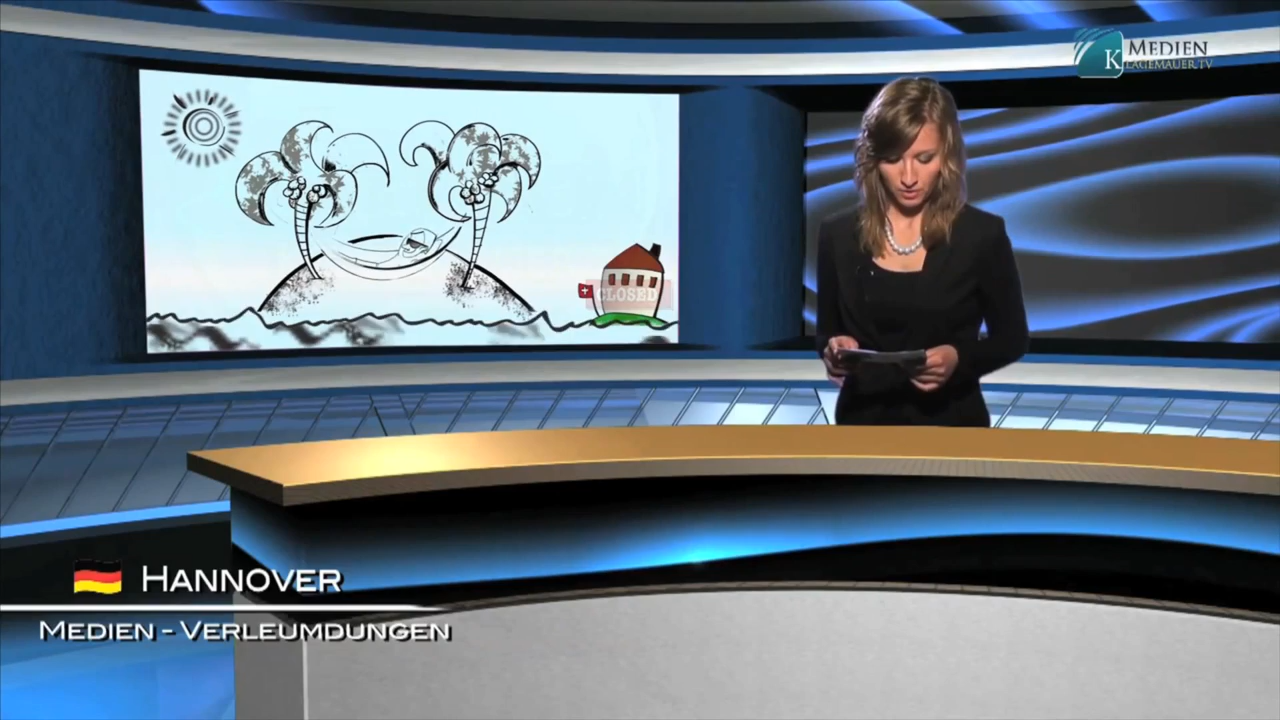 MEDIEN
KLAGEMAUER.TV
CLOSED
HANNOVER
MEDIEN - VERLEUMDUNGEN